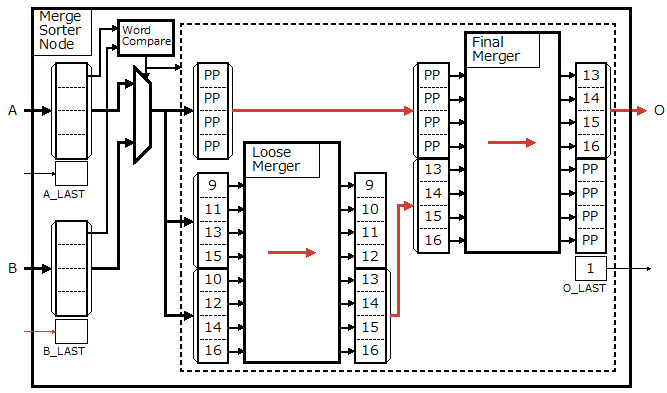 Merge
Sorter
Node
Word
Compare
A
A_LAST
B
B_LAST
PP
PP
PP
PP
9
11
13
15
10
12
14
16
Loose
Merger
9
10
11
12
13
14
15
16
PP
PP
PP
PP
13
14
15
16
Final
Merger
13
14
15
16
PP
PP
PP
PP
O
1
O_LAST